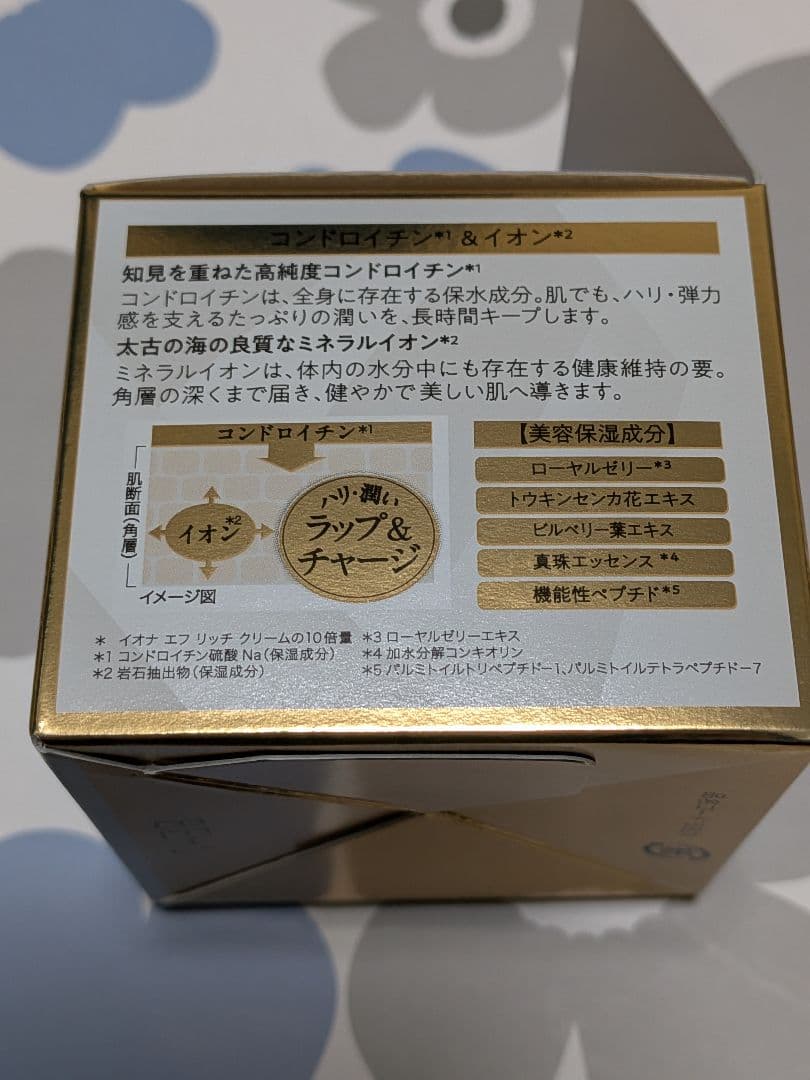 コンドロイチン*1 & イオン*2
知見を重ねた高純度コンドロイチン*1
コンドロイチンは、全身に存在する保水成分。肌でも、ハリ・弾力
感を支えるたっぷりの潤いを、長時間キープします。
太古の海の良質なミネラルイオン*2
ミネラルイオンは、体内の水分中にも存在する健康維持の要。
角層の深くまで届き、健やかで美しい肌へ導きます。
コンドロイチン*1
肌断面(角層)
イオン*2
ハリ・潤い
ラップ&
チャージ
イメージ図
【美容保湿成分】
ローヤルゼリー*3
トウキンセンカ花エキス
ビルベリー葉エキス
真珠エッセンス*4
機能性ペプチド*5
* イオナ エフ リッチ クリームの10倍量
*1 コンドロイチン硫酸 Na(保湿成分)
*2 岩石抽出物(保湿成分)
*3 ローヤルゼリーエキス
*4 加水分解コンキオリン
*5 パルミトイルトリペプチド-1、パルミトイルテトラペプチド-7